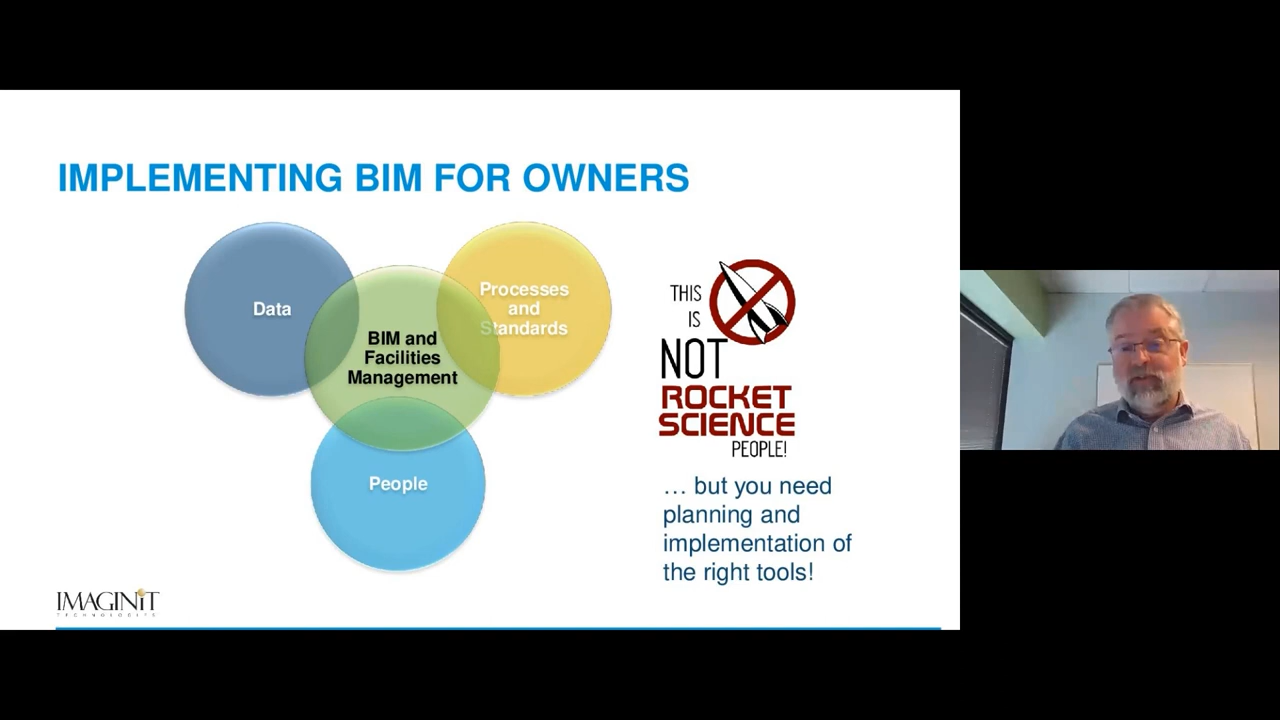 IMPLEMENTING BIM FOR OWNERS
Data
Processes
and
Standards
BIM and
Facilities
Management
People
THIS
IS
NOT
ROCKET
SCIENCE
PEOPLE!
… but you need
planning and
implementation of
the right tools!
IMAGINiT
TECHNOLOGIES